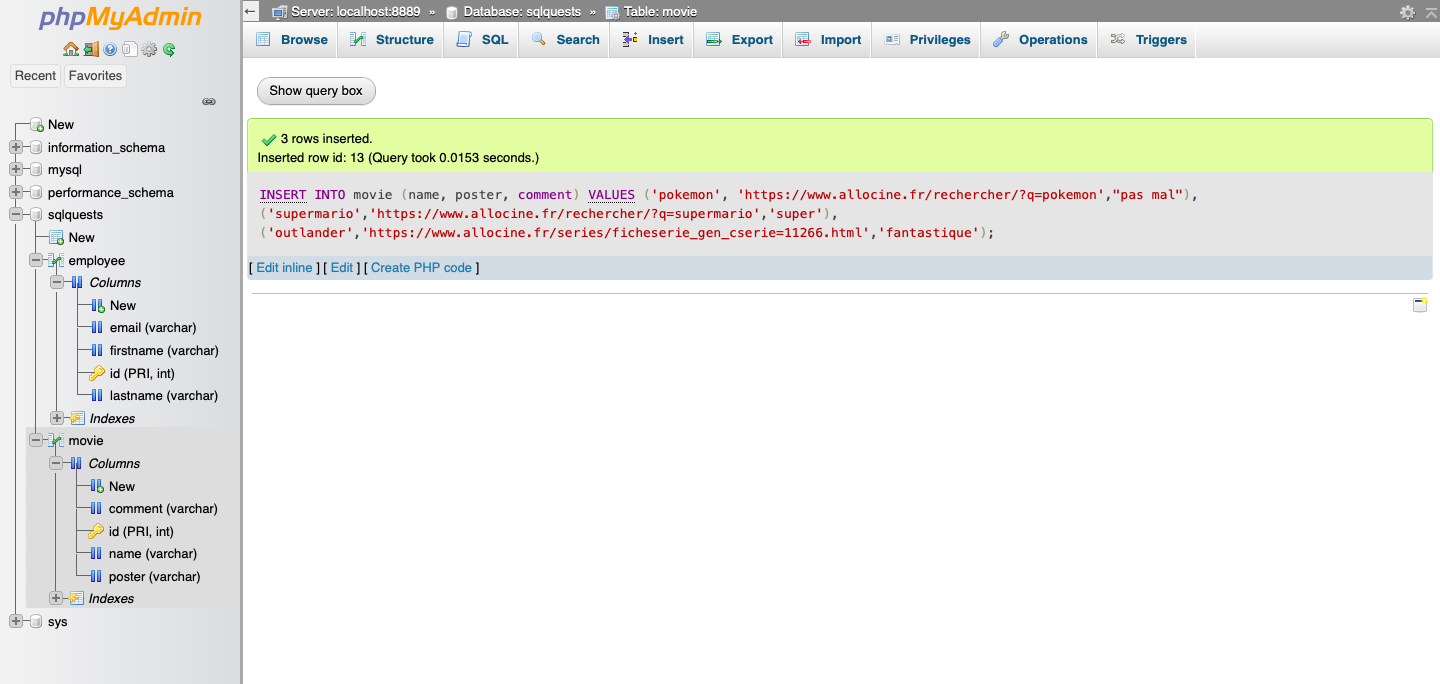 phpMyAdmin
Recent Favorites
New
information_schema
mysql
performance_schema
sqlquests
New
employee
Columns
New
email (varchar)
firstname (varchar)
id (PRI, int)
lastname (varchar)
Indexes
movie
Columns
New
comment (varchar)
id (PRI, int)
name (varchar)
poster (varchar)
Indexes
sys
Server: localhost:8889 » Database: sqlquests » Table: movie
Browse Structure SQL Search Insert Export Import Privileges Operations Triggers
Show query box
3 rows inserted.
Inserted row id: 13 (Query took 0.0153 seconds.)
INSERT INTO movie (name, poster, comment) VALUES ('pokemon', 'https://www.allocine.fr/rechercher/?q=pokemon',"pas mal"),
('supermario','https://www.allocine.fr/rechercher/?q=supermario','super'),
('outlander','https://www.allocine.fr/series/ficheserie_gen_cserie=11266.html','fantastique');
[ Edit inline ] [ Edit ] [ Create PHP code ]